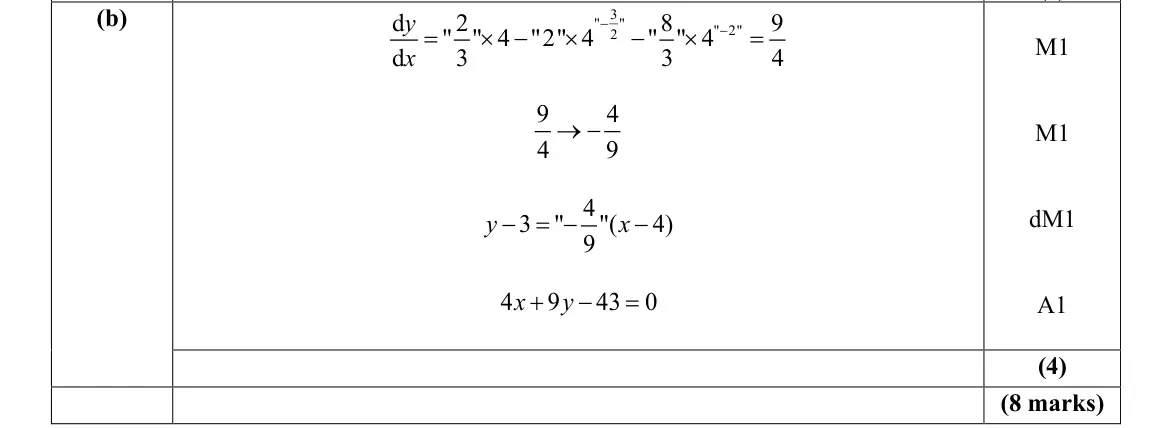 (b) dy/dx = "2/3"×4 − "2"×4^"−3/2" − "8/3"×4^"−2" = 9/4 M1
9/4 → −4/9 M1
y − 3 = "−4/9"(x − 4) dM1
4x + 9y − 43 = 0 A1
(4)
(8 marks)